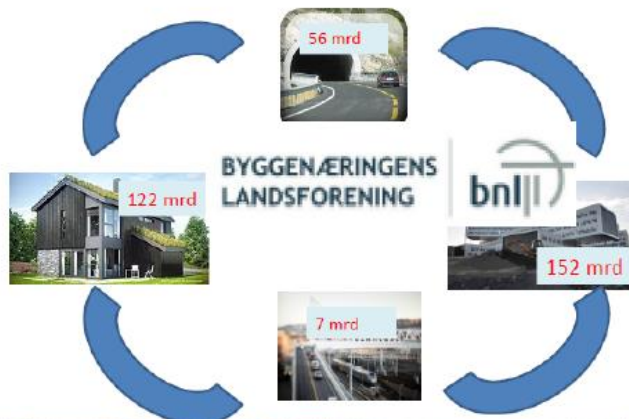 56 mrd
BYGGENÆRINGENS
LANDSFORENING
bnl
122 mrd
152 mrd
7 mrd